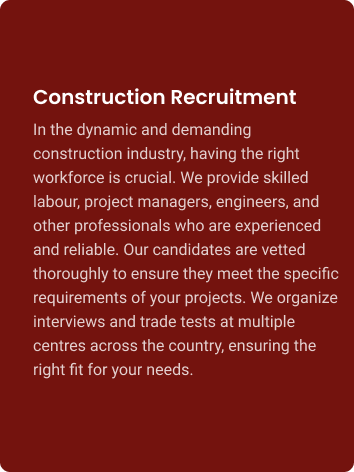 Construction Recruitment
In the dynamic and demanding
construction industry, having the right
workforce is crucial. We provide skilled
labour, project managers, engineers, and
other professionals who are experienced
and reliable. Our candidates are vetted
thoroughly to ensure they meet the specific
requirements of your projects. We organize
interviews and trade tests at multiple
centres across the country, ensuring the
right fit for your needs.